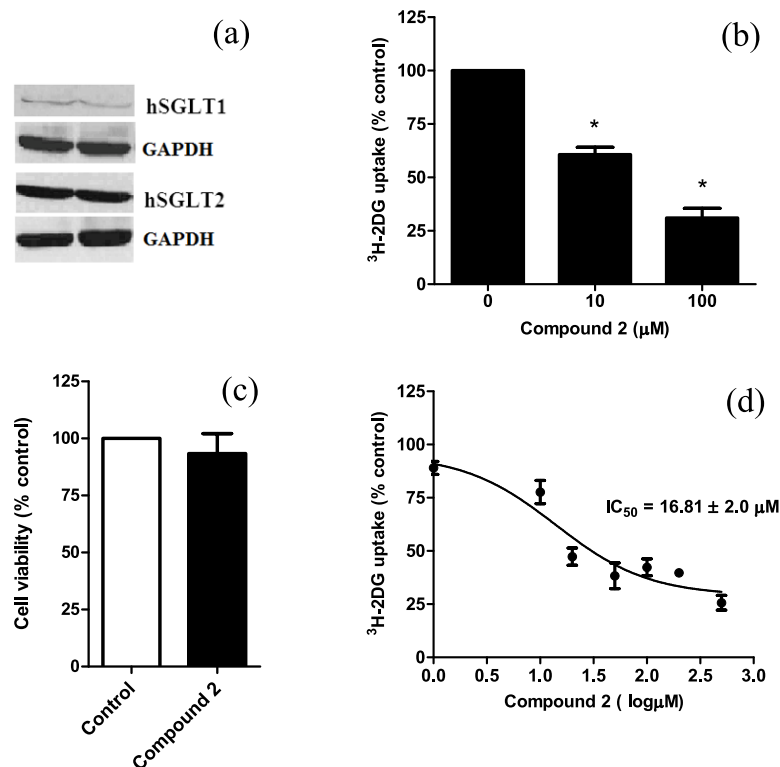 (a)
hSGLT1
GAPDH
hSGLT2
GAPDH
(b)
³H-2DG uptake (% control)
125
100
75
50
25
0
*
*
0 10 100
Compound 2 (μM)
(c)
Cell viability (% control)
125
100
75
50
25
0
Control
Compound 2
(d)
³H-2DG uptake (% control)
125
100
75
50
25
0
IC₅₀ = 16.81 ± 2.0 μM
0.0 0.5 1.0 1.5 2.0 2.5 3.0
Compound 2 ( logμM)